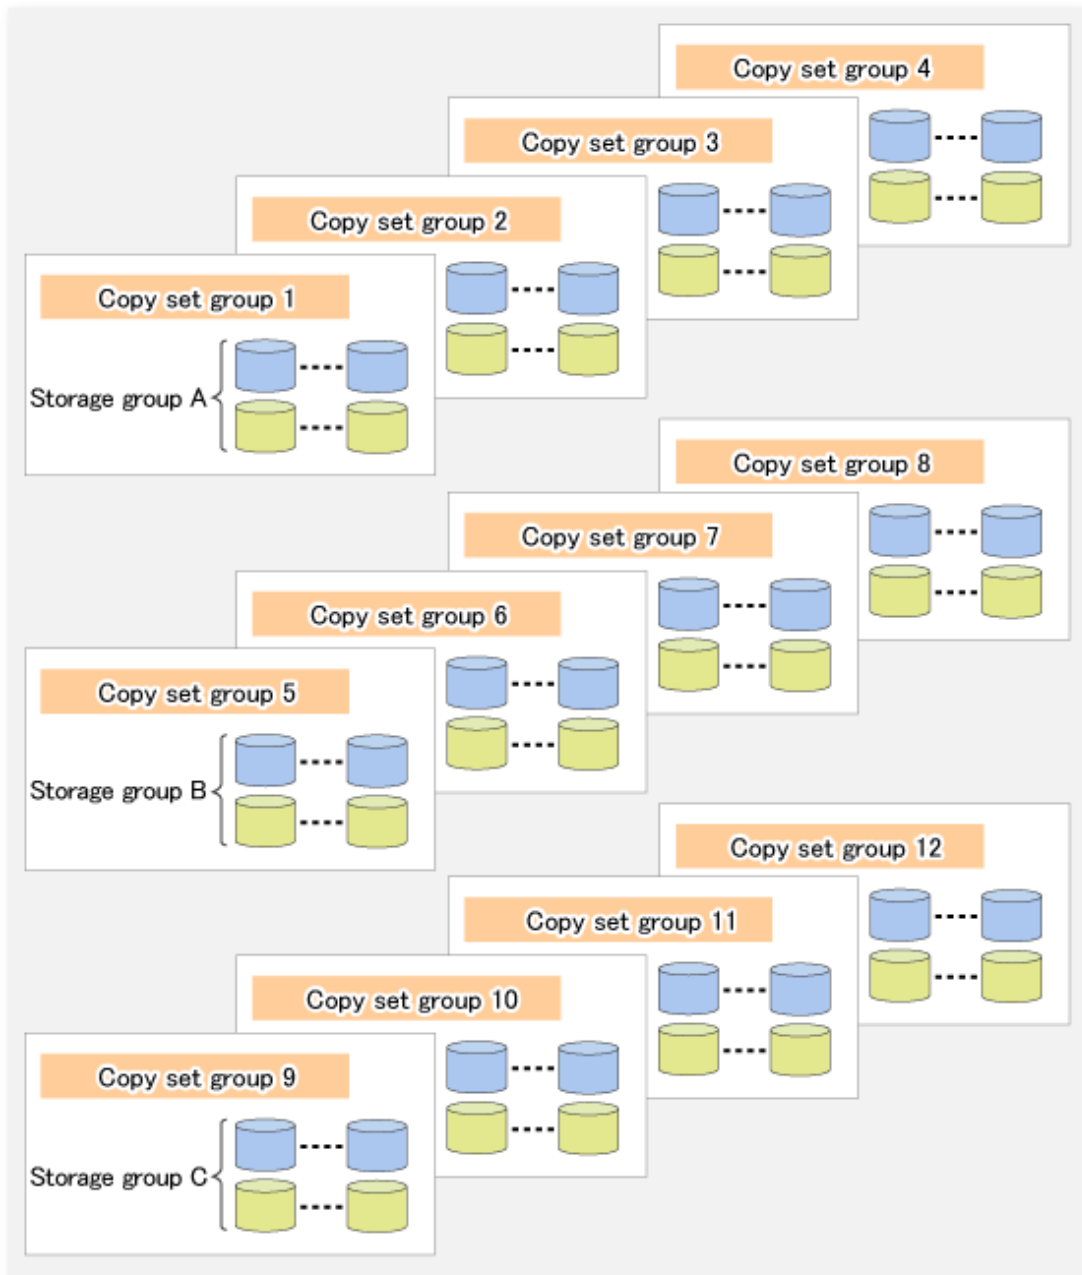 Copy set group 4
Copy set group 3
Copy set group 2
Copy set group 1
Storage group A
Copy set group 8
Copy set group 7
Copy set group 6
Copy set group 5
Storage group B
Copy set group 12
Copy set group 11
Copy set group 10
Copy set group 9
Storage group C